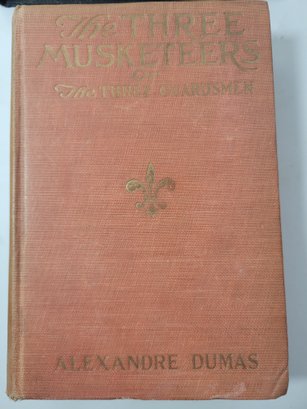 The THREE
MUSKETEERS
or
The THREE GUARDSMEN
ALEXANDRE DUMAS